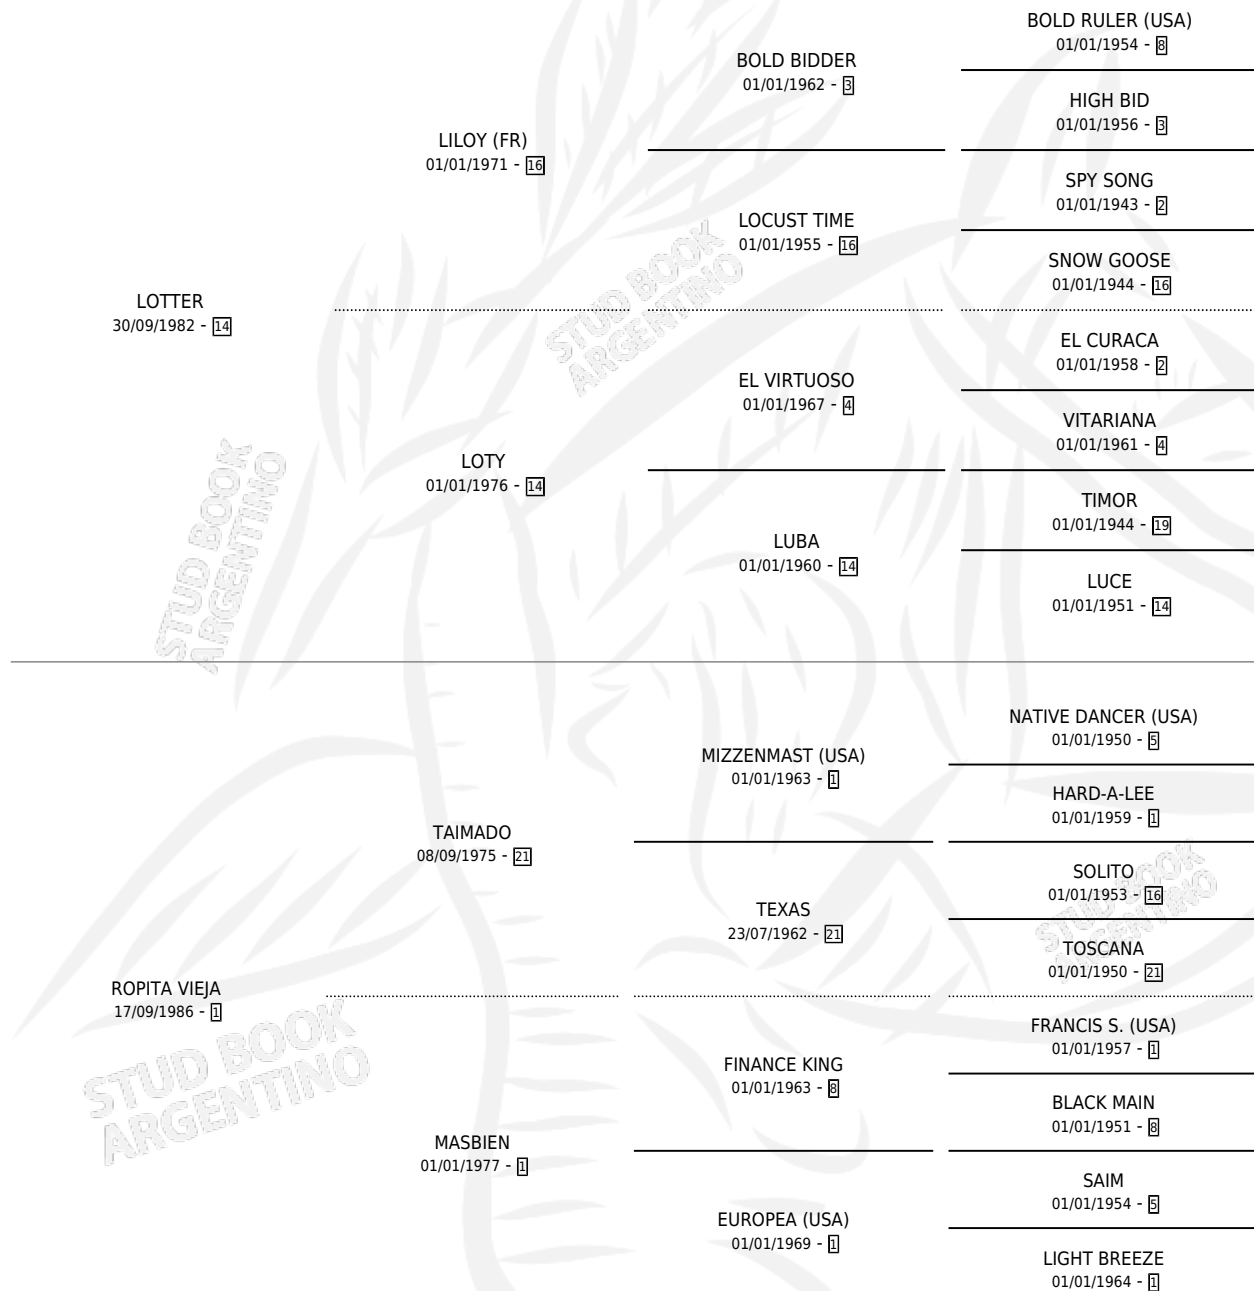 BOLD RULER (USA)
01/01/1954 - 8
BOLD BIDDER
01/01/1962 - 3
HIGH BID
01/01/1956 - 3
LILOY (FR)
01/01/1971 - 16
SPY SONG
01/01/1943 - 2
LOCUST TIME
01/01/1955 - 16
SNOW GOOSE
01/01/1944 - 16
LOTTER
30/09/1982 - 14
STUD BOOK
ARGENTINO
EL CURACA
01/01/1958 - 2
EL VIRTUOSO
01/01/1967 - 4
VITARIANA
01/01/1961 - 4
LOTY
01/01/1976 - 14
TIMOR
01/01/1944 - 19
LUBA
01/01/1960 - 14
LUCE
01/01/1951 - 14
STUD BOOK
ARGENTINO
NATIVE DANCER (USA)
01/01/1950 - 5
MIZZENMAST (USA)
01/01/1963 - 1
HARD-A-LEE
01/01/1959 - 1
TAIMADO
08/09/1975 - 21
SOLITO
01/01/1953 - 16
TEXAS
23/07/1962 - 21
TOSCANA
01/01/1950 - 21
STUD BOOK
ARGENTINO
ROPITA VIEJA
17/09/1986 - 1
FRANCIS S. (USA)
01/01/1957 - 1
FINANCE KING
01/01/1963 - 8
BLACK MAIN
01/01/1951 - 8
STUD BOOK
ARGENTINO
MASBIEN
01/01/1977 - 1
SAIM
01/01/1954 - 5
EUROPEA (USA)
01/01/1969 - 1
LIGHT BREEZE
01/01/1964 - 1